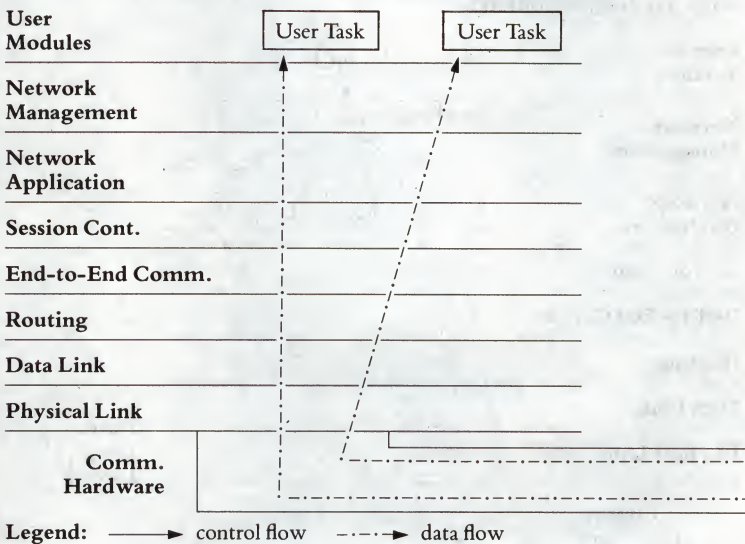 User
Modules
User Task
User Task
Network
Management
Network
Application
Session Cont.
End-to-End Comm.
Routing
Data Link
Physical Link
Comm.
Hardware
Legend: control flow data flow